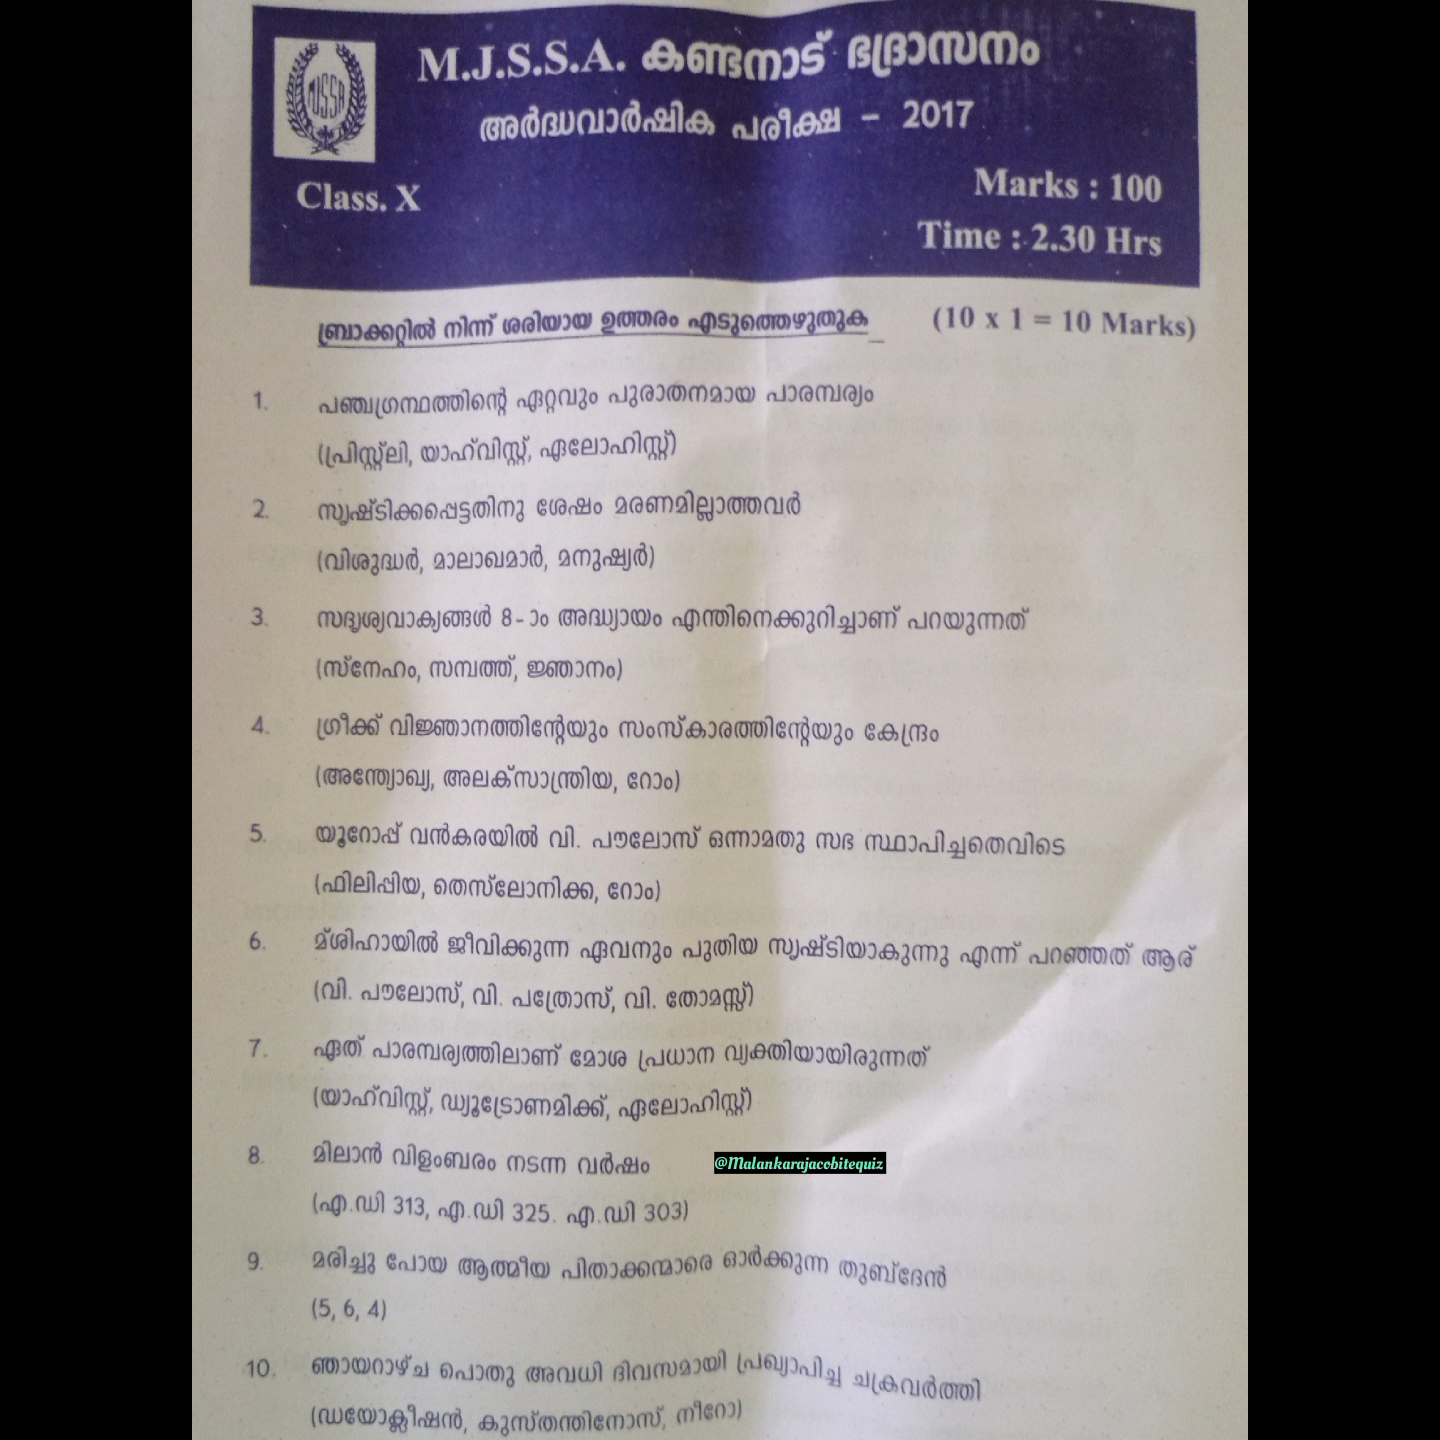 MJSSA
M.J.S.S.A. കണ്ടനാട് ഭദ്രാസനം
അർദ്ധവാർഷിക പരീക്ഷ – 2017
Class. X
Marks : 100
Time : 2.30 Hrs
ബ്രാക്കറ്റിൽ നിന്ന് ശരിയായ ഉത്തരം എടുത്തെഴുതുക (10 x 1 = 10 Marks)
1. പഞ്ചഗ്രന്ഥത്തിന്റെ ഏറ്റവും പുരാതനമായ പാരമ്പര്യം
(പ്രിസ്റ്റ്ലി, യാഹ്‌വിസ്റ്റ്, ഏലോഹിസ്റ്റ്)
2. സൃഷ്ടിക്കപ്പെട്ടതിനു ശേഷം മരണമില്ലാത്തവർ
(വിശുദ്ധർ, മാലാഖമാർ, മനുഷ്യർ)
3. സദൃശ്യവാക്യങ്ങൾ 8-ാം അദ്ധ്യായം എന്തിനെക്കുറിച്ചാണ് പറയുന്നത്
(സ്നേഹം, സമ്പത്ത്, ജ്ഞാനം)
4. ഗ്രീക്ക് വിജ്ഞാനത്തിന്റേയും സംസ്കാരത്തിന്റേയും കേന്ദ്രം
(അന്ത്യോഖ്യ, അലക്സാന്ത്രിയ, റോം)
5. യൂറോപ്പ് വൻകരയിൽ വി. പൗലോസ് ഒന്നാമതു സഭ സ്ഥാപിച്ചതെവിടെ
(ഫിലിപ്പിയ, തെസ്ലോനിക്ക, റോം)
6. മ്ശിഹായിൽ ജീവിക്കുന്ന ഏവനും പുതിയ സൃഷ്ടിയാകുന്നു എന്ന് പറഞ്ഞത് ആര്
(വി. പൗലോസ്, വി. പത്രോസ്, വി. തോമസ്സ്)
7. ഏത് പാരമ്പര്യത്തിലാണ് മോശ പ്രധാന വ്യക്തിയായിരുന്നത്
(യാഹ്‌വിസ്റ്റ്, ഡ്യൂട്രോണമിക്ക്, ഏലോഹിസ്റ്റ്)
8. മിലാൻ വിളംബരം നടന്ന വർഷം
@Malankarajacobitequiz
(എ.ഡി 313, എ.ഡി 325. എ.ഡി 303)
9. മരിച്ചു പോയ ആത്മീയ പിതാക്കന്മാരെ ഓർക്കുന്ന തുബ്ദേൻ
(5, 6, 4)
10. ഞായറാഴ്ച പൊതു അവധി ദിവസമായി പ്രഖ്യാപിച്ച ചക്രവർത്തി
(ഡയോക്ലീഷൻ, കുസ്തന്തിനോസ്, നീറോ)